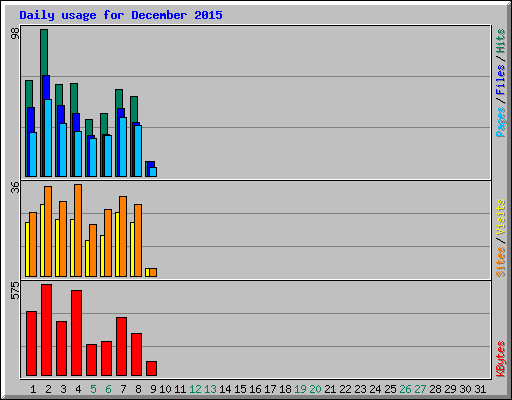 Daily usage for December 2015
98
Pages / Files / Hits
36
Sites / Visits
575
KBytes
1 2 3 4 5 6 7 8 9 10 11 12 13 14 15 16 17 18 19 20 21 22 23 24 25 26 27 28 29 30 31